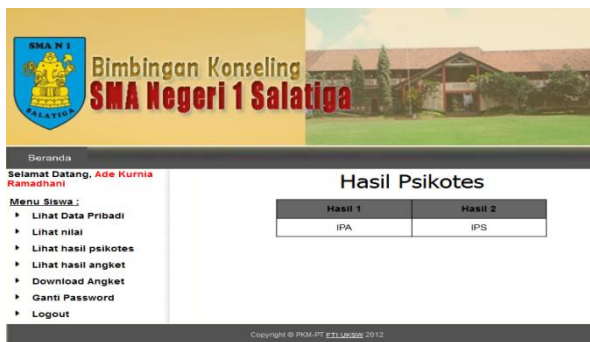 SMA N 1
SALATIGA
Bimbingan Konseling
SMA Negeri 1 Salatiga
Beranda
Selamat Datang, Ade Kurnia
Ramadhani
Menu Siswa :
Lihat Data Pribadi
Lihat nilai
Lihat hasil psikotes
Lihat hasil angket
Download Angket
Ganti Password
Logout
Hasil Psikotes
Hasil 1 Hasil 2
IPA IPS
Copyright © PKM-PT FTI UKSW 2012